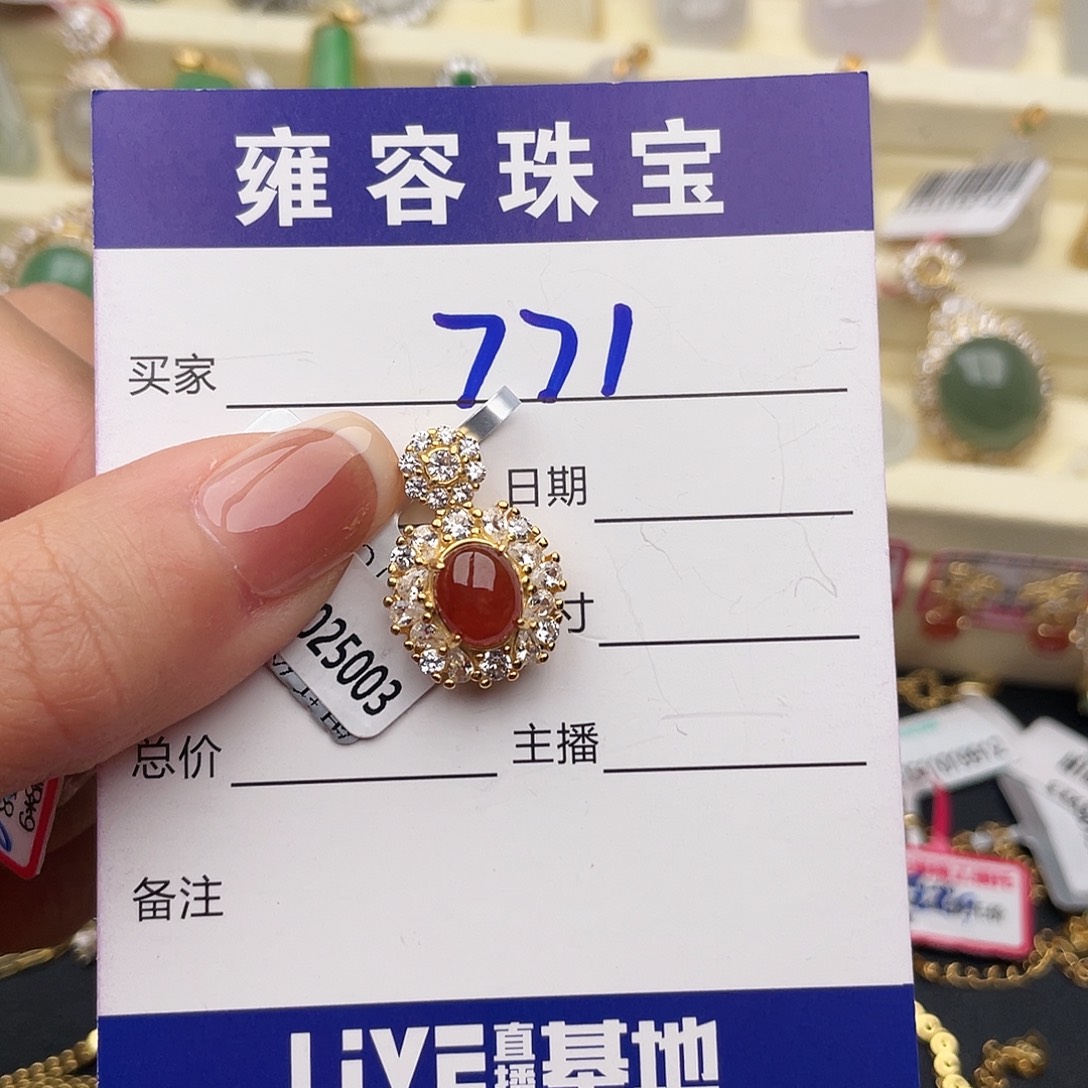 雍容珠宝
买家 771
日期
寸
025003
总价 主播
备注
LiVE直播基地